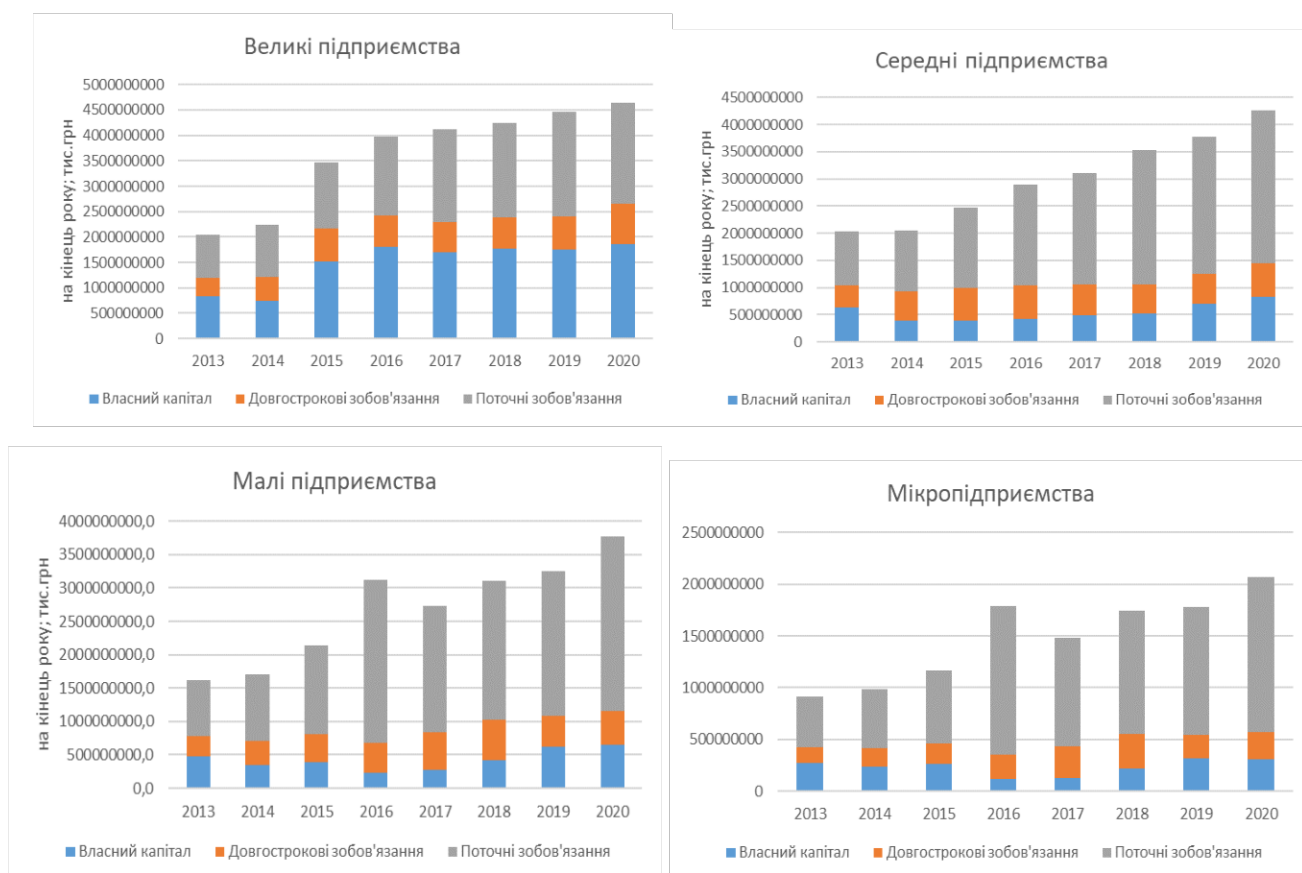 Великі підприємства
на кінець року; тис.грн
5000000000
4500000000
4000000000
3500000000
3000000000
2500000000
2000000000
1500000000
1000000000
500000000
0
2013 2014 2015 2016 2017 2018 2019 2020
Власний капітал Довгострокові зобов'язання Поточні зобов'язання
Середні підприємства
на кінець року; тис.грн
4500000000
4000000000
3500000000
3000000000
2500000000
2000000000
1500000000
1000000000
500000000
0
2013 2014 2015 2016 2017 2018 2019 2020
Власний капітал Довгострокові зобов'язання Поточні зобов'язання
Малі підприємства
на кінець року; тис.грн
4000000000,0
3500000000,0
3000000000,0
2500000000,0
2000000000,0
1500000000,0
1000000000,0
500000000,0
0,0
2013 2014 2015 2016 2017 2018 2019 2020
Власний капітал Довгострокові зобов'язання Поточні зобов'язання
Мікропідприємства
2500000000
2000000000
1500000000
1000000000
500000000
0
2013 2014 2015 2016 2017 2018 2019 2020
Власний капітал Довгострокові зобов'язання Поточні зобов'язання